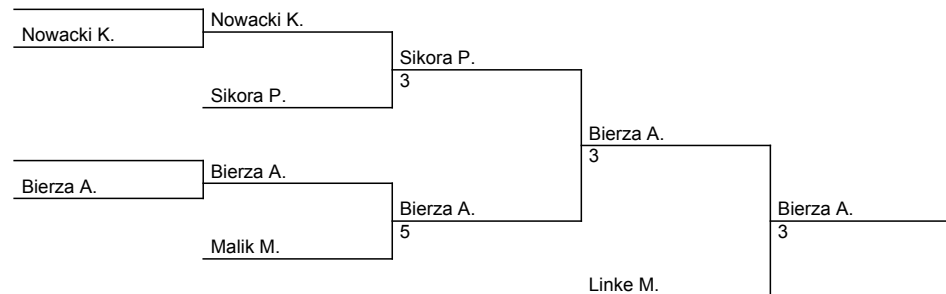 Nowacki K.
Nowacki K.
Sikora P.
3
Sikora P.
Bierza A.
3
Bierza A.
Bierza A.
Bierza A.
5
Bierza A.
3
Malik M.
Linke M.